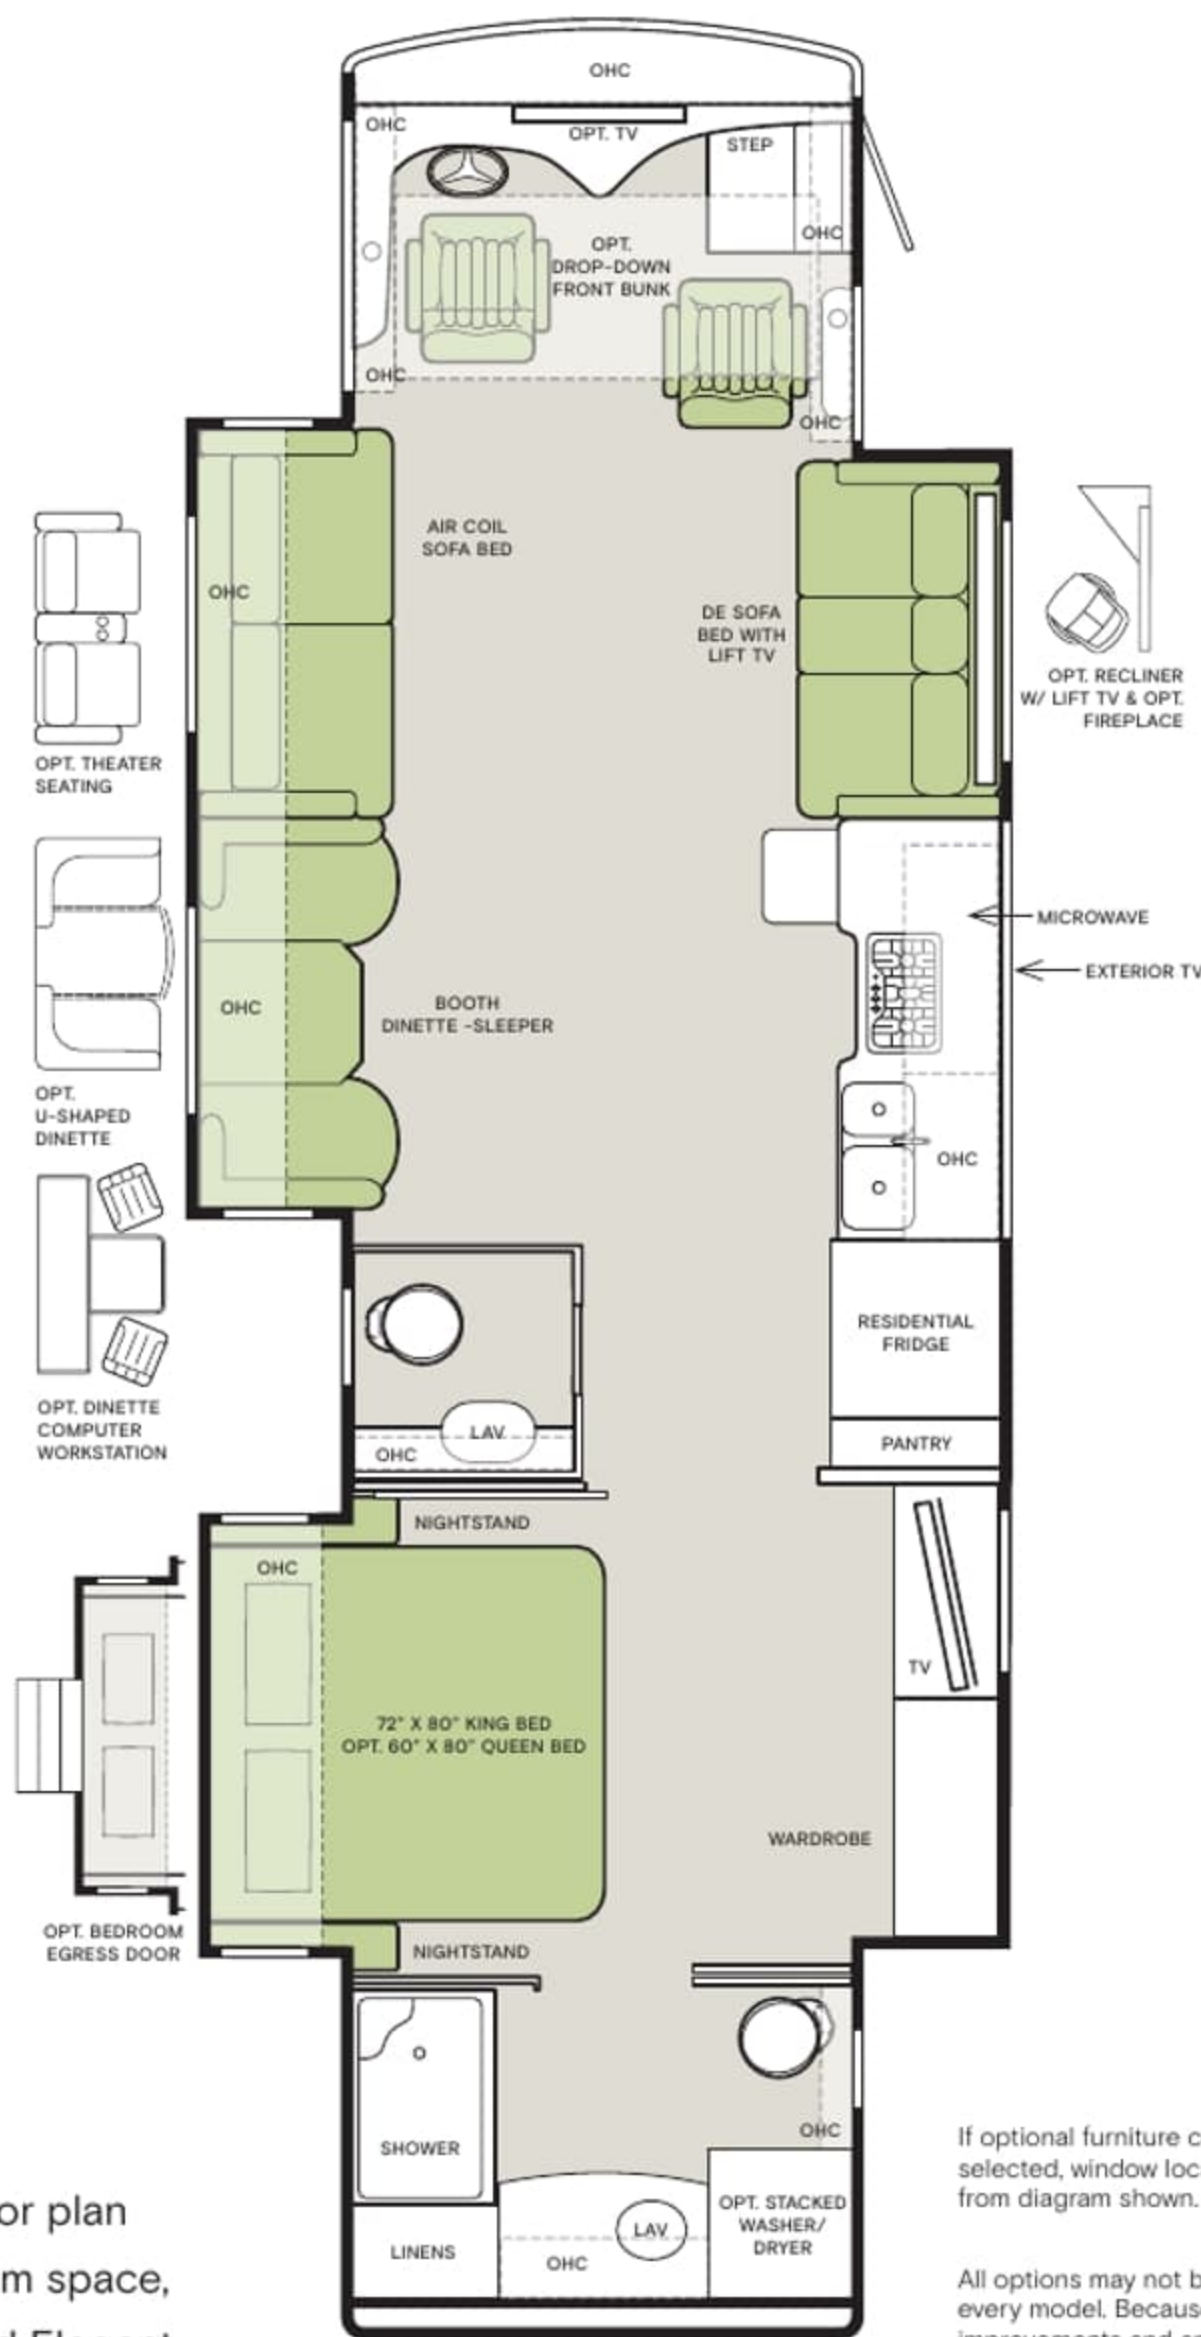 OHC
OHC
OPT. TV
STEP
OHC
OPT.
DROP-DOWN
FRONT BUNK
OHC
OHC
AIR COIL
SOFA BED
OHC
DE SOFA
BED WITH
LIFT TV
OPT. RECLINER
W/ LIFT TV & OPT.
FIREPLACE
OPT. THEATER
SEATING
MICROWAVE
EXTERIOR TV
OHC
BOOTH
DINETTE -SLEEPER
OPT.
U-SHAPED
DINETTE
OHC
RESIDENTIAL
FRIDGE
OPT. DINETTE
COMPUTER
WORKSTATION
LAV
OHC
PANTRY
NIGHTSTAND
OHC
TV
72" X 80" KING BED
OPT. 60" X 80" QUEEN BED
WARDROBE
OPT. BEDROOM
EGRESS DOOR
NIGHTSTAND
SHOWER
OHC
OPT. STACKED
WASHER/
DRYER
LAV
LINENS
OHC
or plan
m space,
If optional furniture c
selected, window loc
from diagram shown.
All options may not b
every model. Becaus